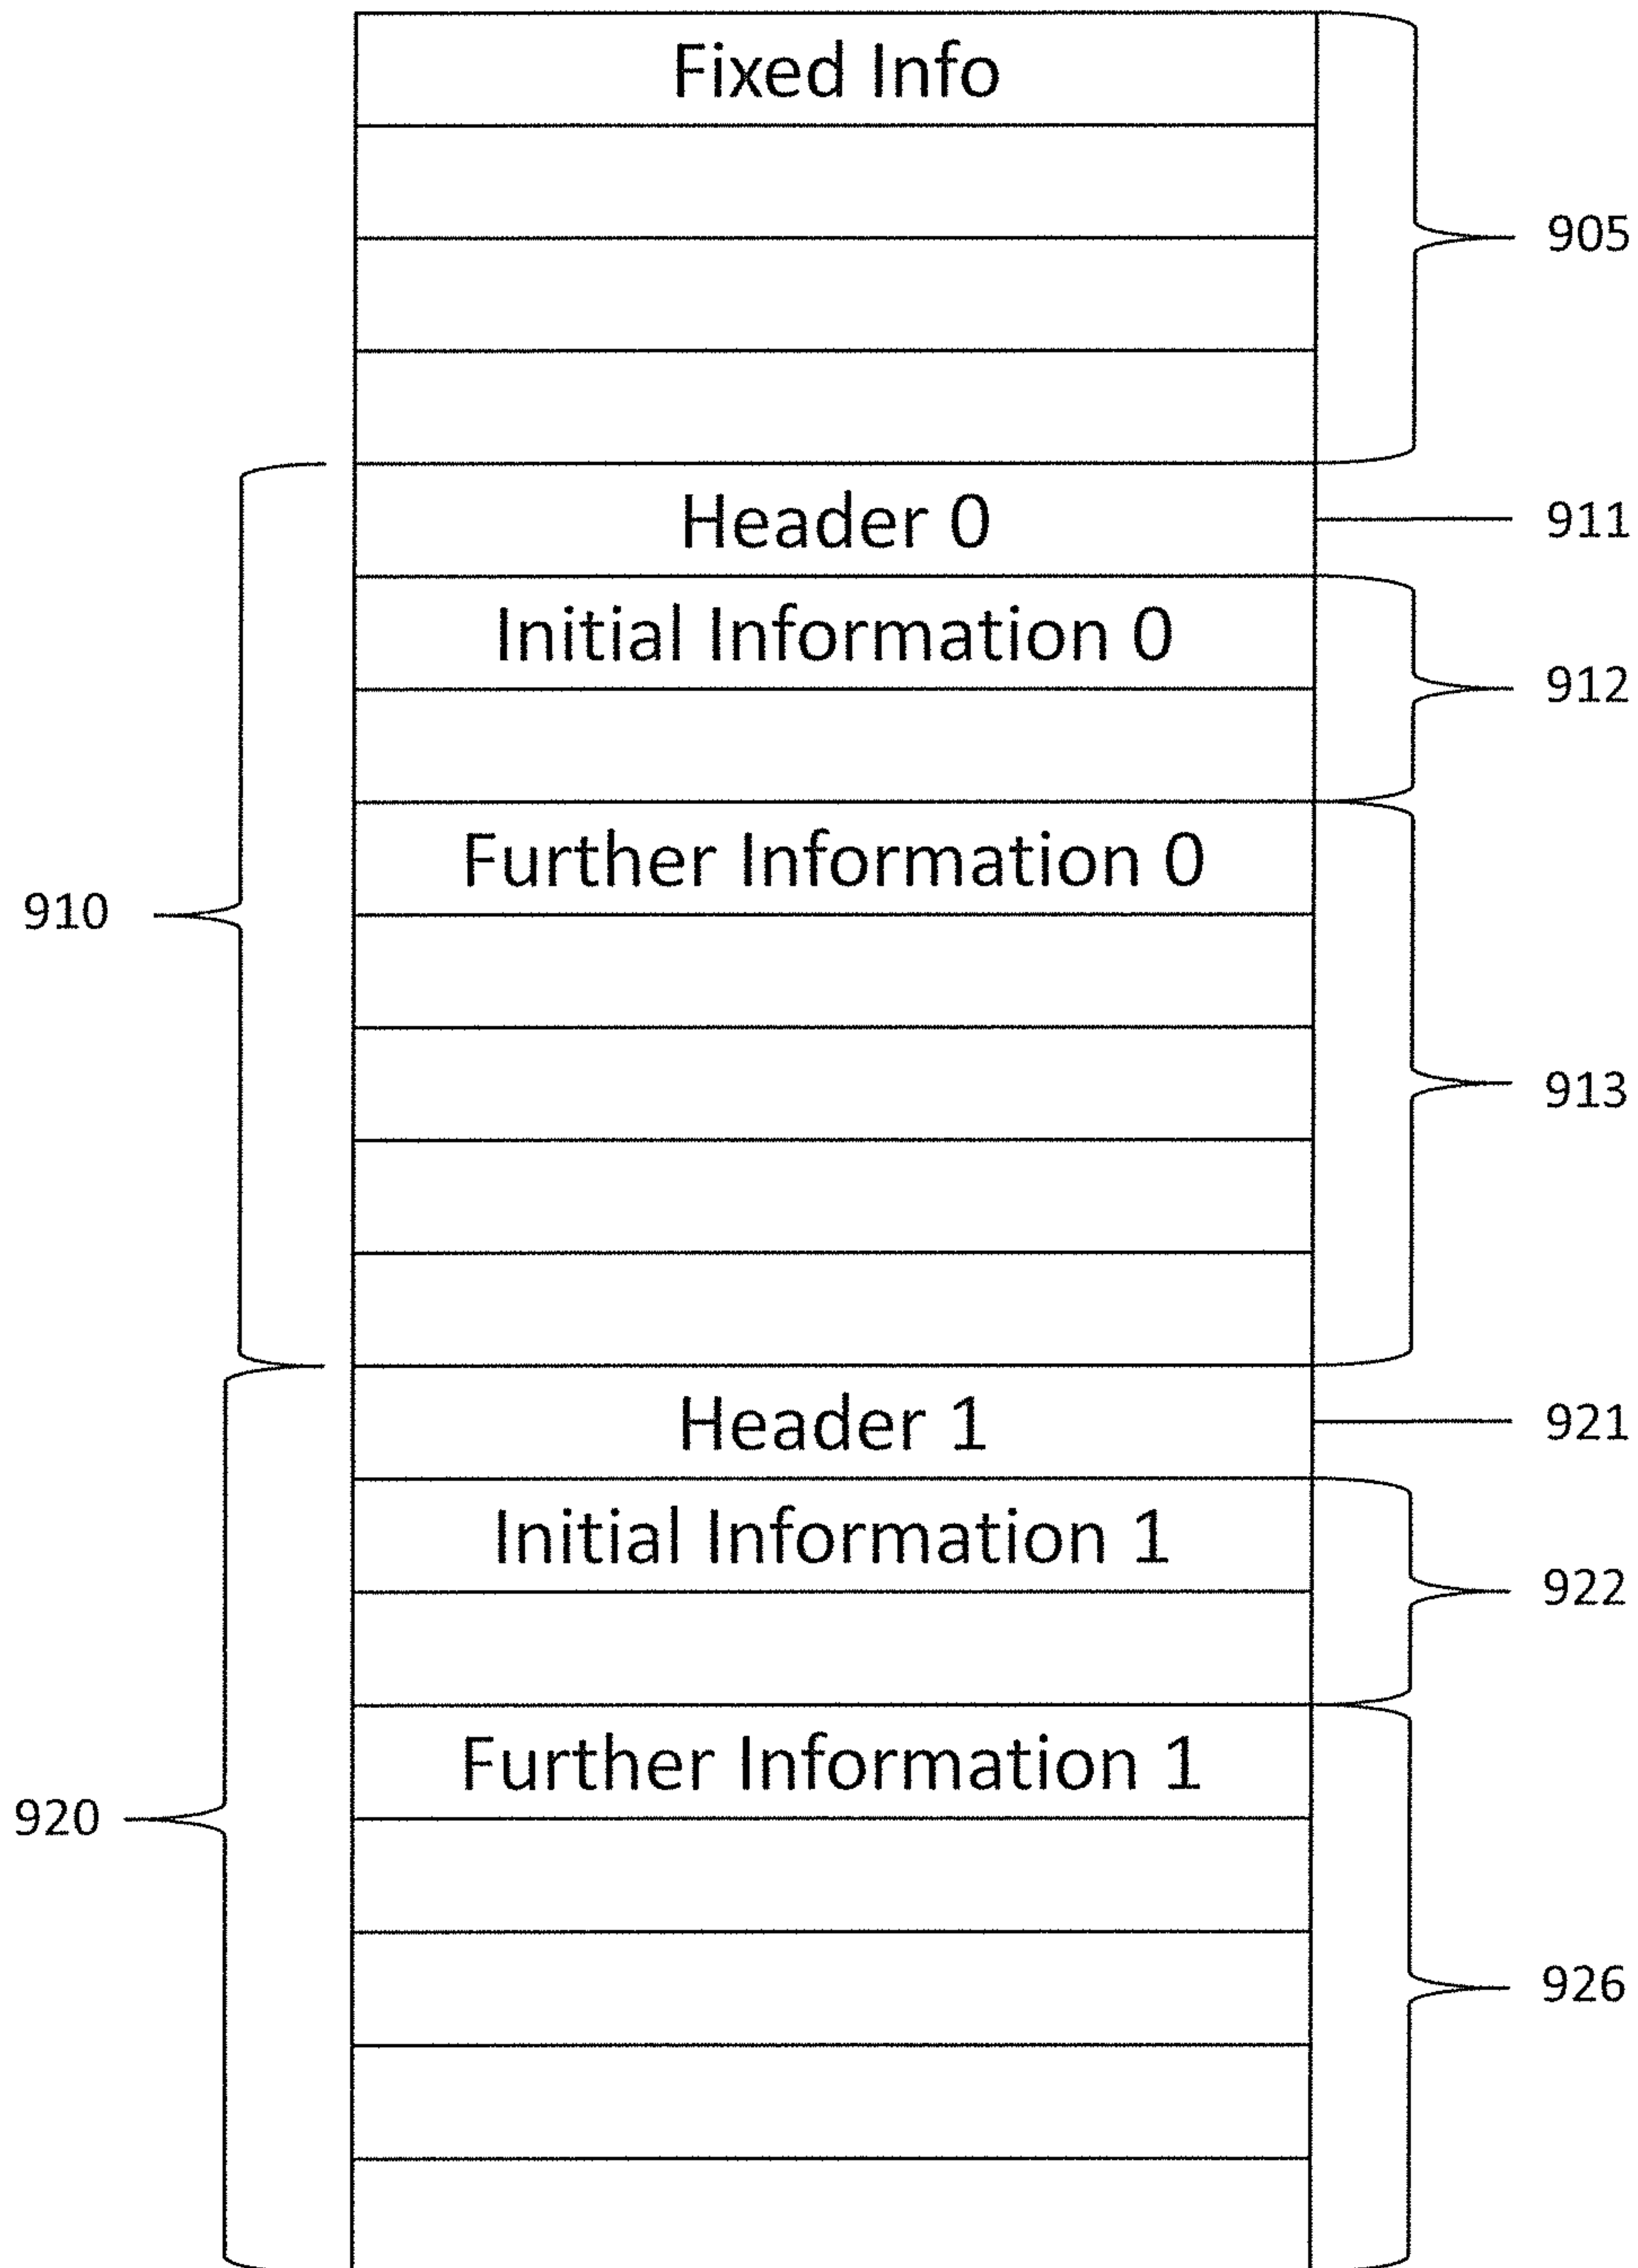 Fixed Info
905
Header 0
911
Initial Information 0
912
Further Information 0
910
913
Header 1
921
Initial Information 1
922
Further Information 1
920
926